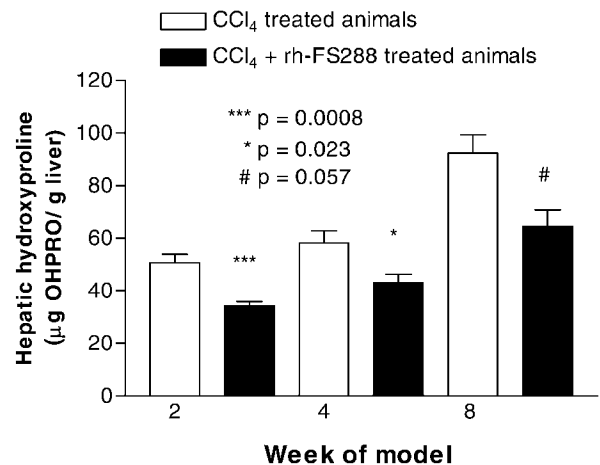 CCl₄ treated animals
CCl₄ + rh-FS288 treated animals
*** p = 0.0008
* p = 0.023
# p = 0.057
Hepatic hydroxyproline
(µg OHPRO/ g liver)
120
100
80
60
40
20
0
***
*
#
2 4 8
Week of model